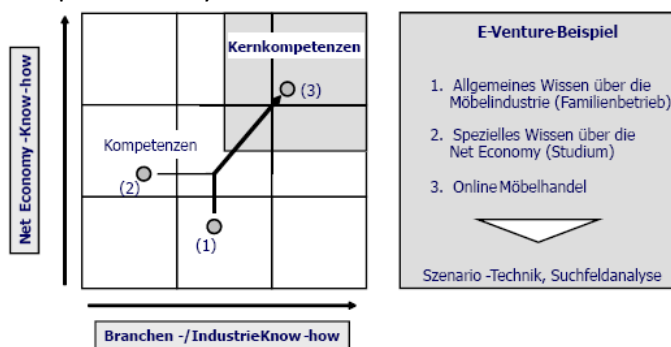 Net Economy -Know -how
Kernkompetenzen
(3)
Kompetenzen
(2)
(1)
Branchen -/IndustrieKnow -how
E-Venture-Beispiel
1. Allgemeines Wissen über die
Möbelindustrie (Familienbetrieb)
2. Spezielles Wissen über die
Net Economy (Studium)
3. Online Möbelhandel
Szenario -Technik, Suchfeldanalyse